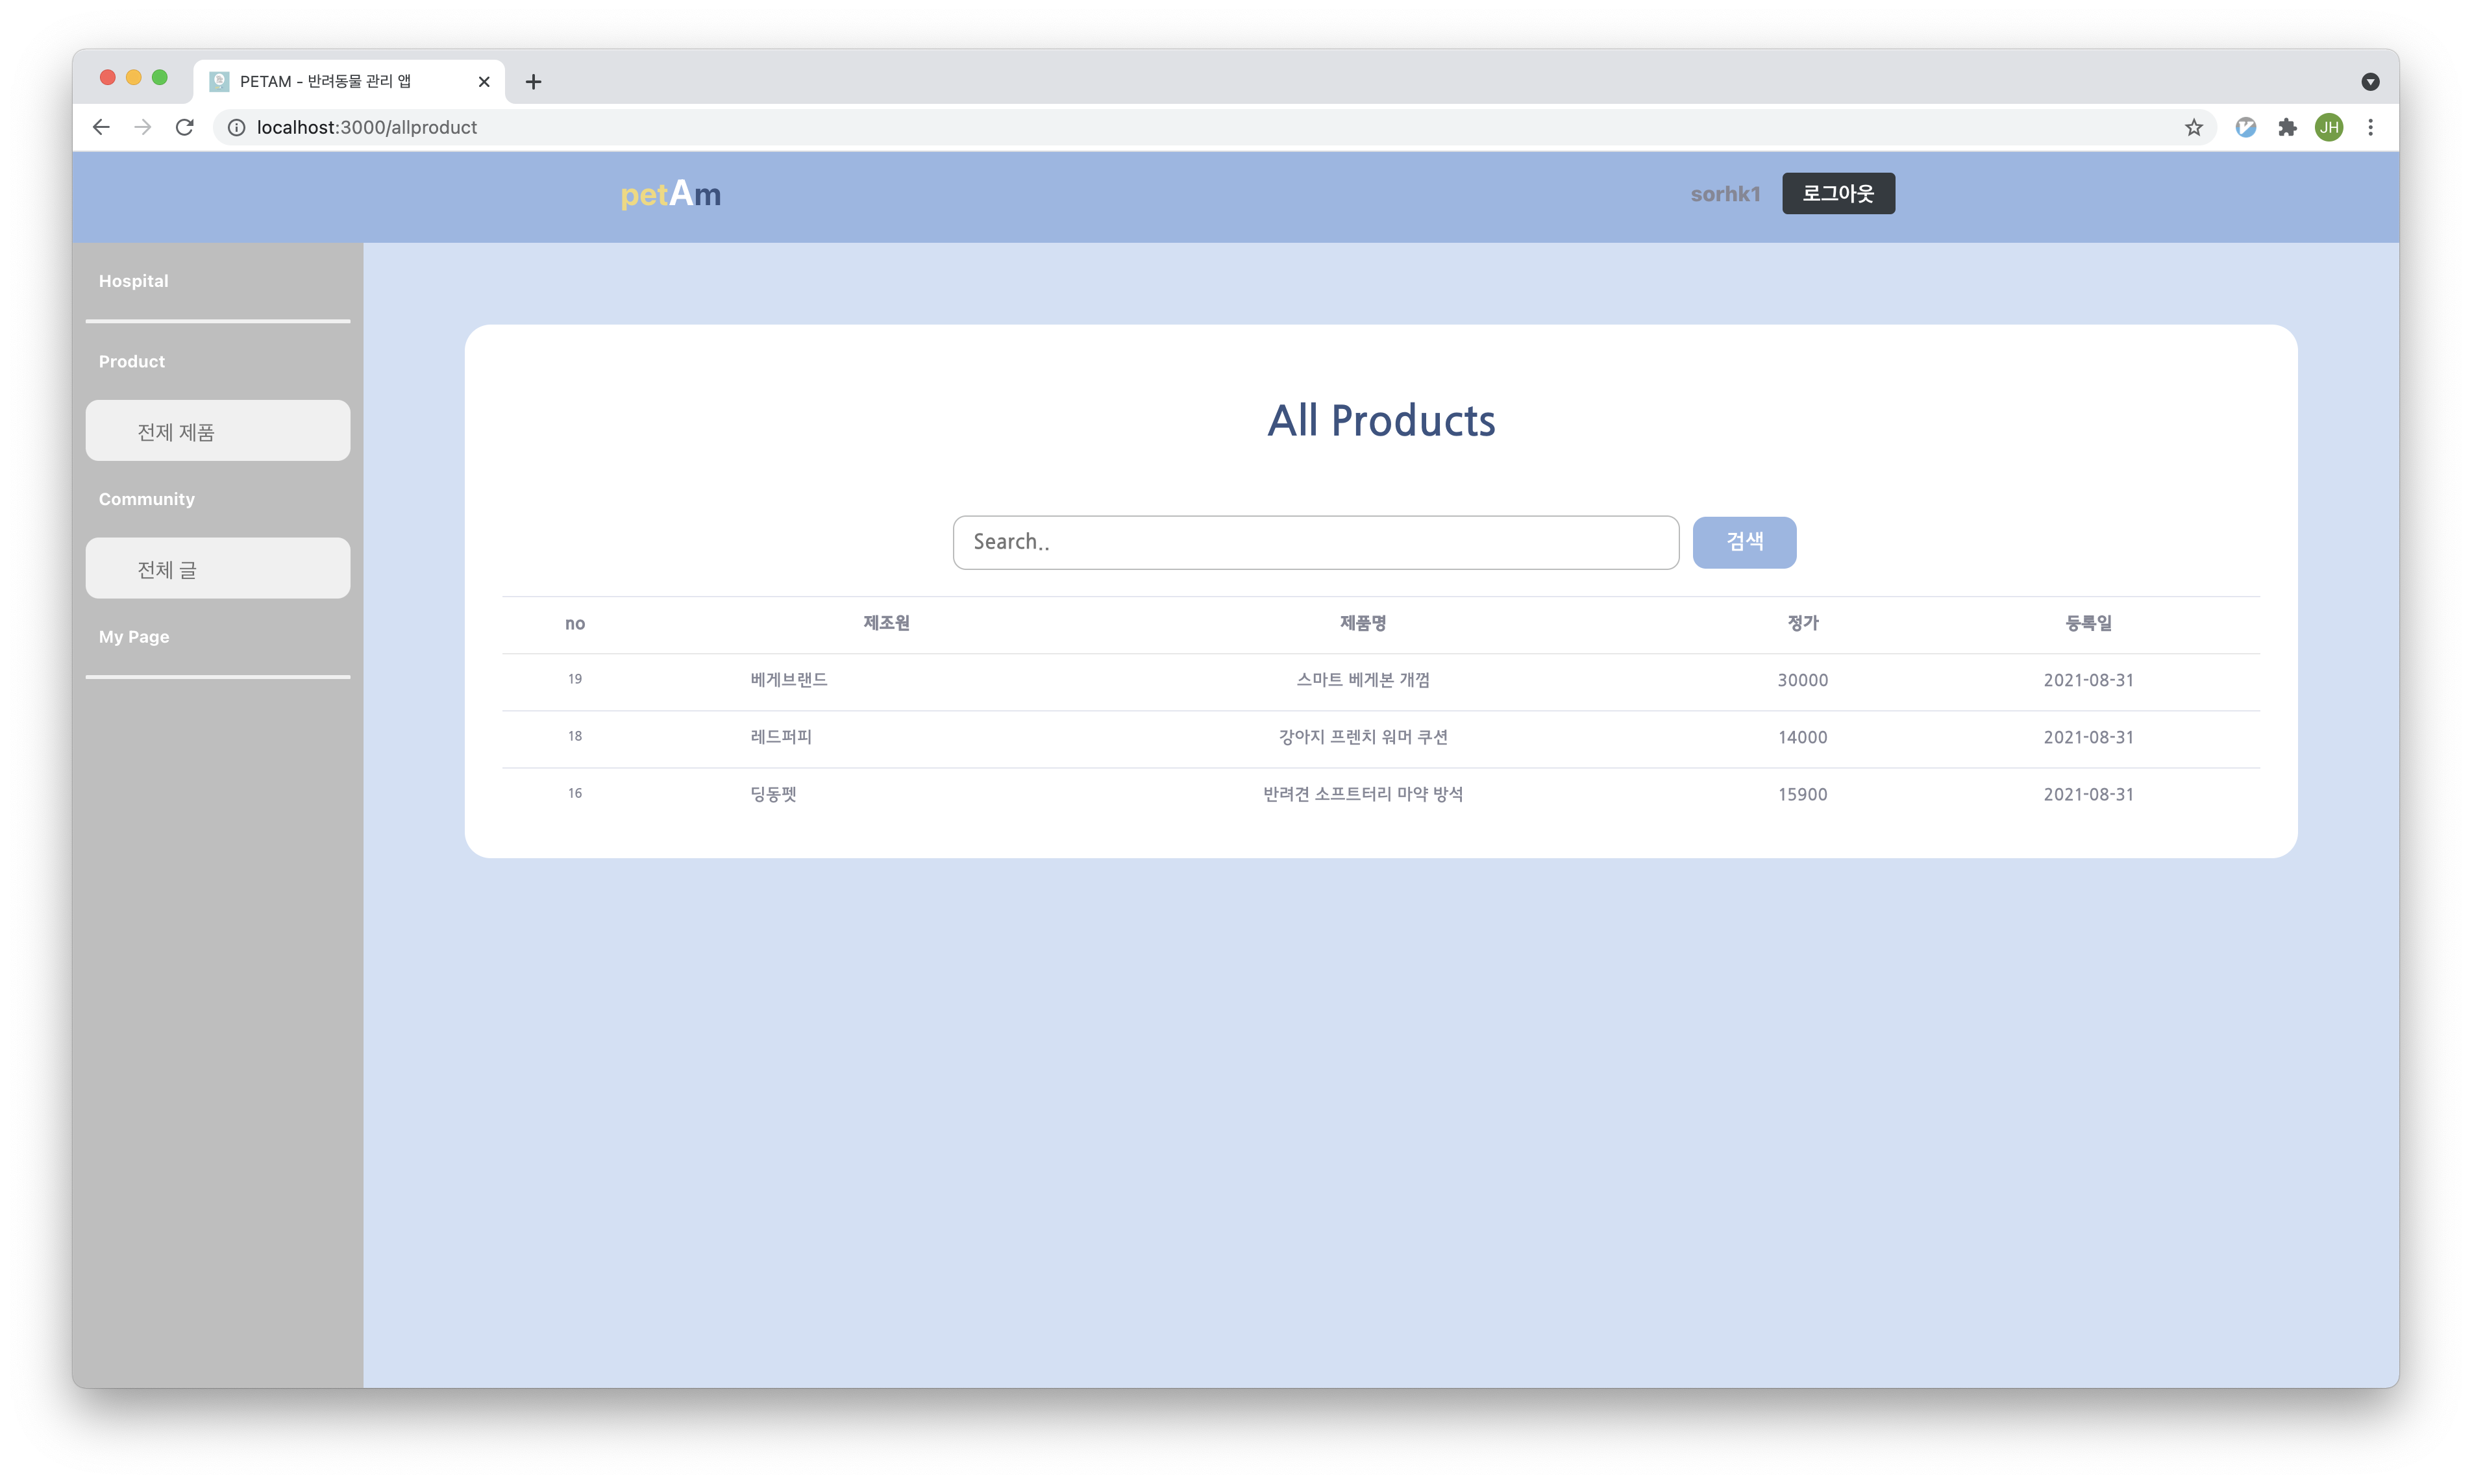 PETAM - 반려동물 관리 앱
localhost:3000/allproduct
JH
petAm
sorhk1 로그아웃
Hospital
Product
전제 제품
Community
전체 글
My Page
All Products
Search..
검색
no 제조원 제품명 정가 등록일
19 베게브랜드 스마트 베게본 개껌 30000 2021-08-31
18 레드퍼피 강아지 프렌치 워머 쿠션 14000 2021-08-31
16 딩동펫 반려견 소프트터리 마약 방석 15900 2021-08-31